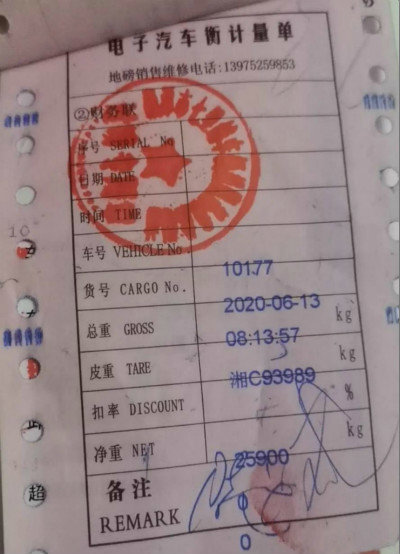 电子汽车衡计量单
地磅销售维修电话:13975259853
②财务联
序号 SERIAL No
日期 DATE
时间 TIME
车号 VEHICLE No
10177
货号 CARGO No.
2020-06-13
总重 GROSS kg
08:13:57
皮重 TARE kg
湘C93989
扣率 DISCOUNT %
净重 NET kg
25900
备注
0
REMARK
0
超